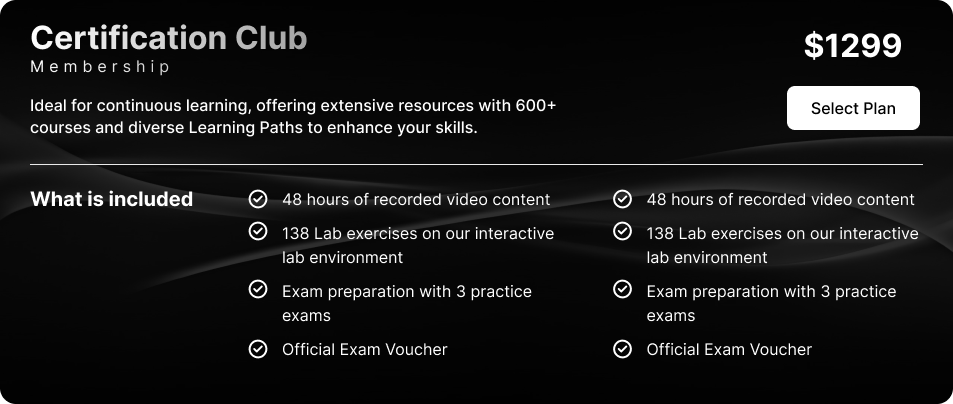 Certification Club
Membership
$1299
Ideal for continuous learning, offering extensive resources with 600+
courses and diverse Learning Paths to enhance your skills.
Select Plan
What is included
48 hours of recorded video content
138 Lab exercises on our interactive
lab environment
Exam preparation with 3 practice
exams
Official Exam Voucher
48 hours of recorded video content
138 Lab exercises on our interactive
lab environment
Exam preparation with 3 practice
exams
Official Exam Voucher